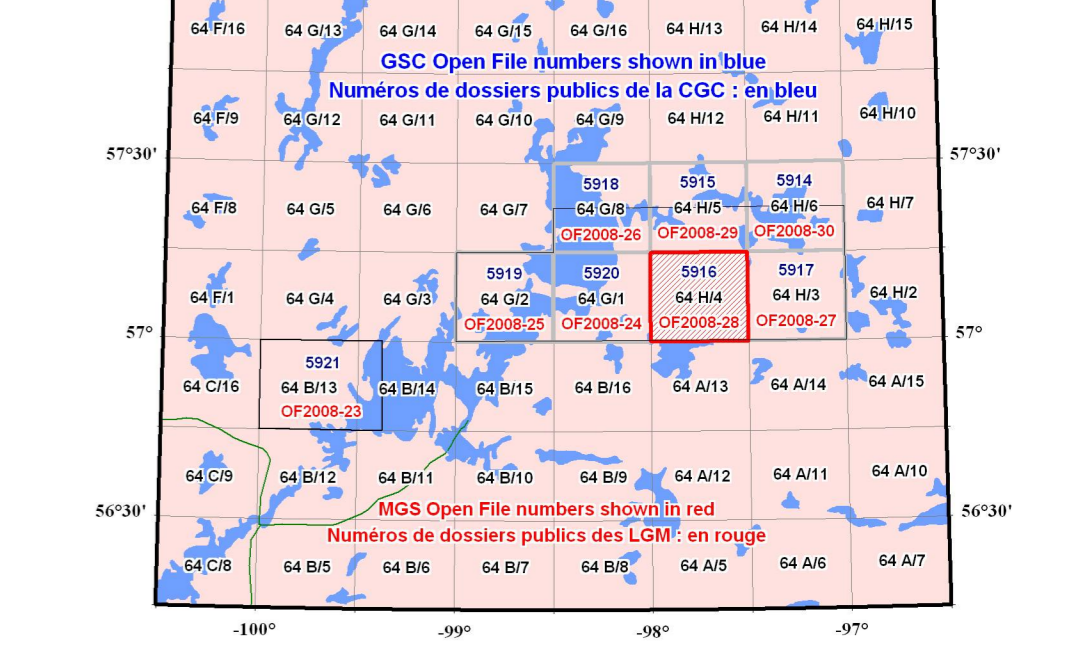 64 F/16 64 G/13 64 G/14 64 G/15 64 G/16 64 H/13 64 H/14 64 H/15
GSC Open File numbers shown in blue
Numéros de dossiers publics de la CGC : en bleu
64 F/9 64 G/12 64 G/11 64 G/10 64 G/9 64 H/12 64 H/11 64 H/10
57°30' 57°30'
5918 5915 5914
64 F/8 64 G/5 64 G/6 64 G/7 64 G/8 64 H/5 64 H/6 64 H/7
OF2008-26 OF2008-29 OF2008-30
5919 5920 5916 5917
64 F/1 64 G/4 64 G/3 64 G/2 64 G/1 64 H/4 64 H/3 64 H/2
OF2008-25 OF2008-24 OF2008-28 OF2008-27
57° 57°
5921
64 C/16 64 B/13 64 B/14 64 B/15 64 B/16 64 A/13 64 A/14 64 A/15
OF2008-23
64 C/9 64 B/12 64 B/11 64 B/10 64 B/9 64 A/12 64 A/11 64 A/10
56°30' 56°30'
MGS Open File numbers shown in red
Numéros de dossiers publics des LGM : en rouge
64 C/8 64 B/5 64 B/6 64 B/7 64 B/8 64 A/5 64 A/6 64 A/7
-100° -99° -98° -97°